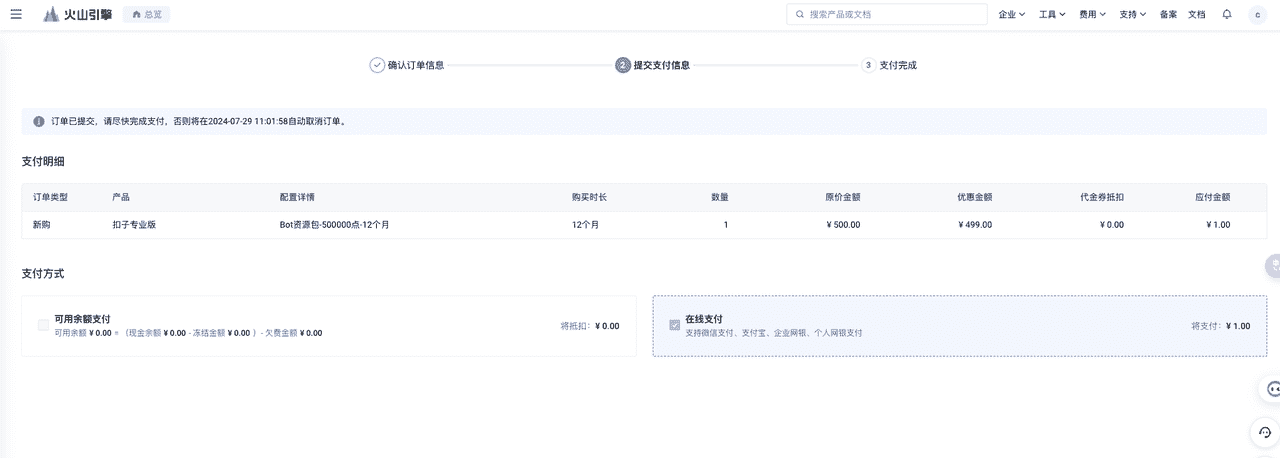 火山引擎 总览 搜索产品或文档 企业 工具 费用 支持 备案 文档 c
确认订单信息 2 提交支付信息 3 支付完成
订单已提交，请尽快完成支付，否则将在2024-07-29 11:01:58自动取消订单。
支付明细
订单类型 产品 配置详情 购买时长 数量 原价金额 优惠金额 代金券抵扣 应付金额
新购 扣子专业版 Bot资源包-500000点-12个月 12个月 1 ¥ 500.00 ¥ 499.00 ¥ 0.00 ¥ 1.00
支付方式
可用余额支付
可用余额 ¥ 0.00 = （现金余额 ¥ 0.00 - 冻结金额 ¥ 0.00 ）- 欠费金额 ¥ 0.00
将抵扣：¥ 0.00
在线支付
支持微信支付、支付宝、企业网银、个人网银支付
将支付：¥ 1.00